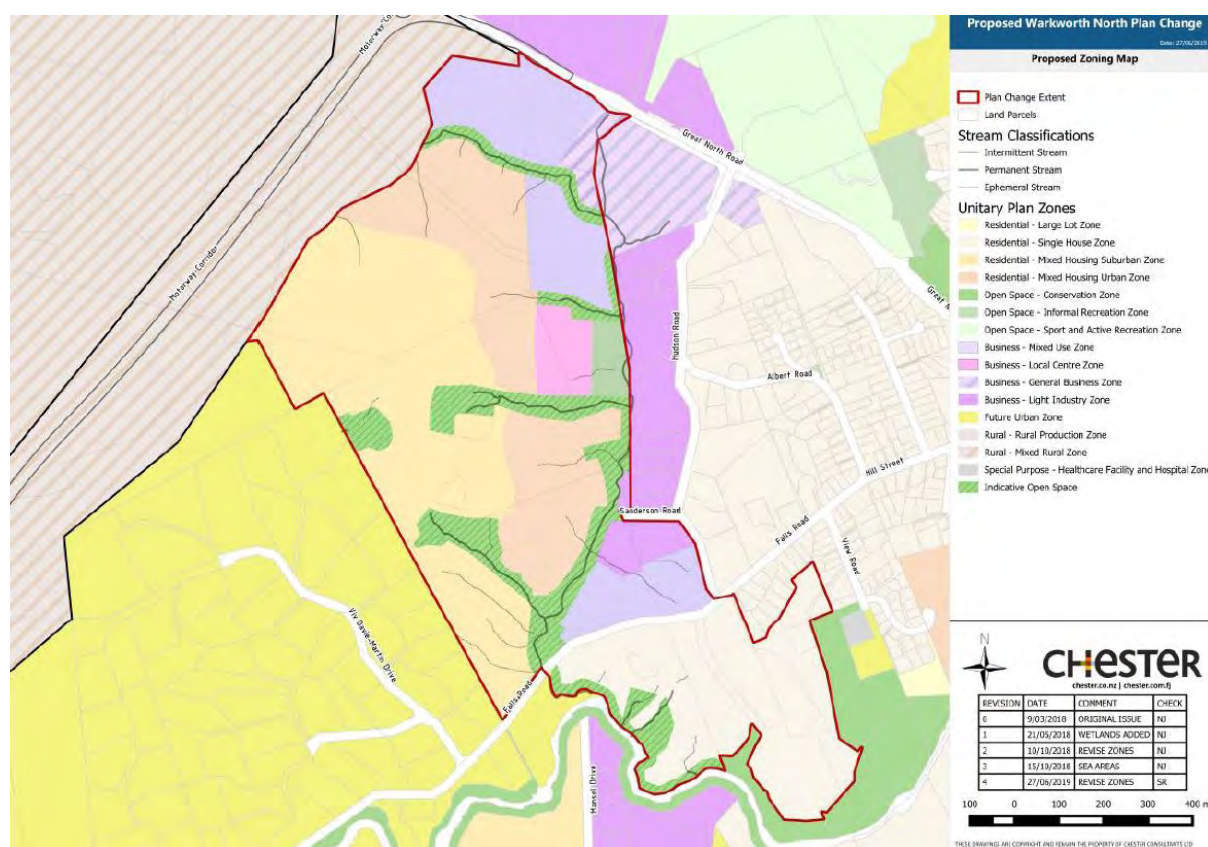 Proposed Warkworth North Plan Change
Date: 27/06/2019
Proposed Zoning Map
Plan Change Extent
Land Parcels
Stream Classifications
Intermittent Stream
Permanent Stream
Ephemeral Stream
Unitary Plan Zones
Residential - Large Lot Zone
Residential - Single House Zone
Residential - Mixed Housing Suburban Zone
Residential - Mixed Housing Urban Zone
Open Space - Conservation Zone
Open Space - Informal Recreation Zone
Open Space - Sport and Active Recreation Zone
Business - Mixed Use Zone
Business - Local Centre Zone
Business - General Business Zone
Business - Light Industry Zone
Future Urban Zone
Rural - Rural Production Zone
Rural - Mixed Rural Zone
Special Purpose - Healthcare Facility and Hospital Zone
Indicative Open Space
Motorway Co
Great North Road
Motorway Corridor
Great
Hudson Road
Albert Road
Hill Street
Sanderson Road
Falls Road
View Road
Viv Davie-Martin Drive
Falls Road
Mansell Drive
N
CHESTER
chester.co.nz | chester.com.fj
REVISION DATE COMMENT CHECK
0 9/03/2018 ORIGINAL ISSUE NJ
1 21/05/2018 WETLANDS ADDED NJ
2 10/10/2018 REVISE ZONES NJ
3 15/10/2018 SEA AREAS NJ
4 27/06/2019 REVISE ZONES SR
100 0 100 200 300 400 m
THESE DRAWINGS ARE COPYRIGHT AND REMAIN THE PROPERTY OF CHESTER CONSULTANTS LTD